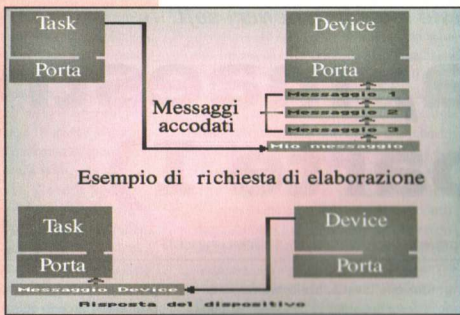 Task
Device
Porta
Porta
Messaggio 1
Messaggio 2
Messaggio 3
Messaggi
accodati
Mio messaggio
Esempio di richiesta di elaborazione
Task
Device
Porta
Porta
Messaggio Device
Risposta del dispositivo